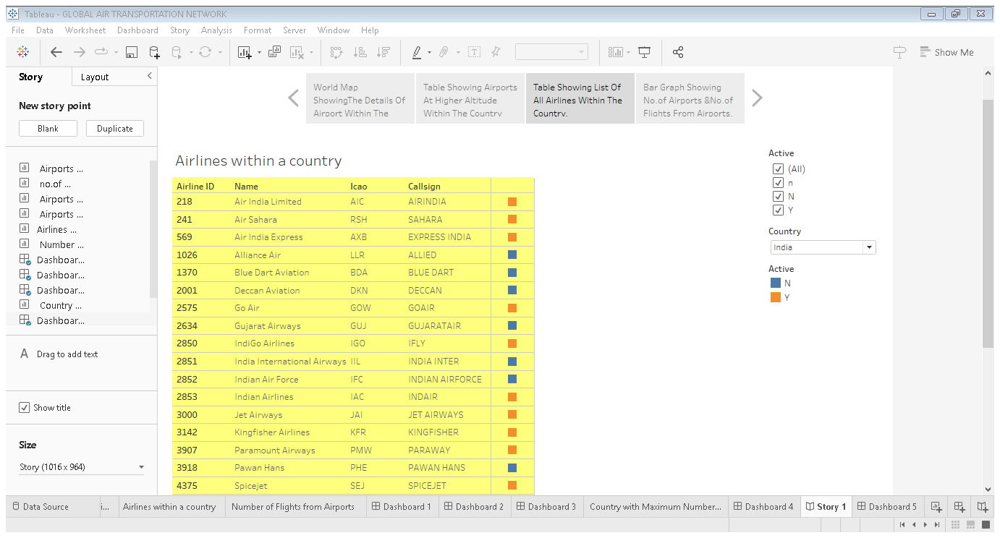 Tableau - GLOBAL AIR TRANSPORTATION NETWORK
File Data Worksheet Dashboard Story Analysis Format Server Window Help
Show Me
Story Layout
New story point
Blank Duplicate
Airports ...
no.of ...
Airports ...
Airports ...
Airlines ...
Number ...
Dashboar...
Dashboar...
Dashboar...
Country ...
Dashboar...
A Drag to add text
Show title
Size
Story (1016 x 964)
World Map
ShowingThe Details Of
Airport Within The
Table Showing Airports
At Higher Altitude
Within The Country
Table Showing List Of
All Airlines Within The
Country.
Bar Graph Showing
No.of Airports &No.of
Flights From Airports.
Airlines within a country
Airline ID Name Icao Callsign
218 Air India Limited AIC AIRINDIA
241 Air Sahara RSH SAHARA
569 Air India Express AXB EXPRESS INDIA
1026 Alliance Air LLR ALLIED
1370 Blue Dart Aviation BDA BLUE DART
2001 Deccan Aviation DKN DECCAN
2575 Go Air GOW GOAIR
2634 Gujarat Airways GUJ GUJARATAIR
2850 IndiGo Airlines IGO IFLY
2851 India International Airways IIL INDIA INTER
2852 Indian Air Force IFC INDIAN AIRFORCE
2853 Indian Airlines IAC INDAIR
3000 Jet Airways JAI JET AIRWAYS
3142 Kingfisher Airlines KFR KINGFISHER
3907 Paramount Airways PMW PARAWAY
3918 Pawan Hans PHE PAWAN HANS
4375 Spicejet SEJ SPICEJET
Active
(All)
n
N
Y
Country
India
Active
N
Y
Data Source i... Airlines within a country Number of Flights from Airports Dashboard 1 Dashboard 2 Dashboard 3 Country with Maximum Number... Dashboard 4 Story 1 Dashboard 5